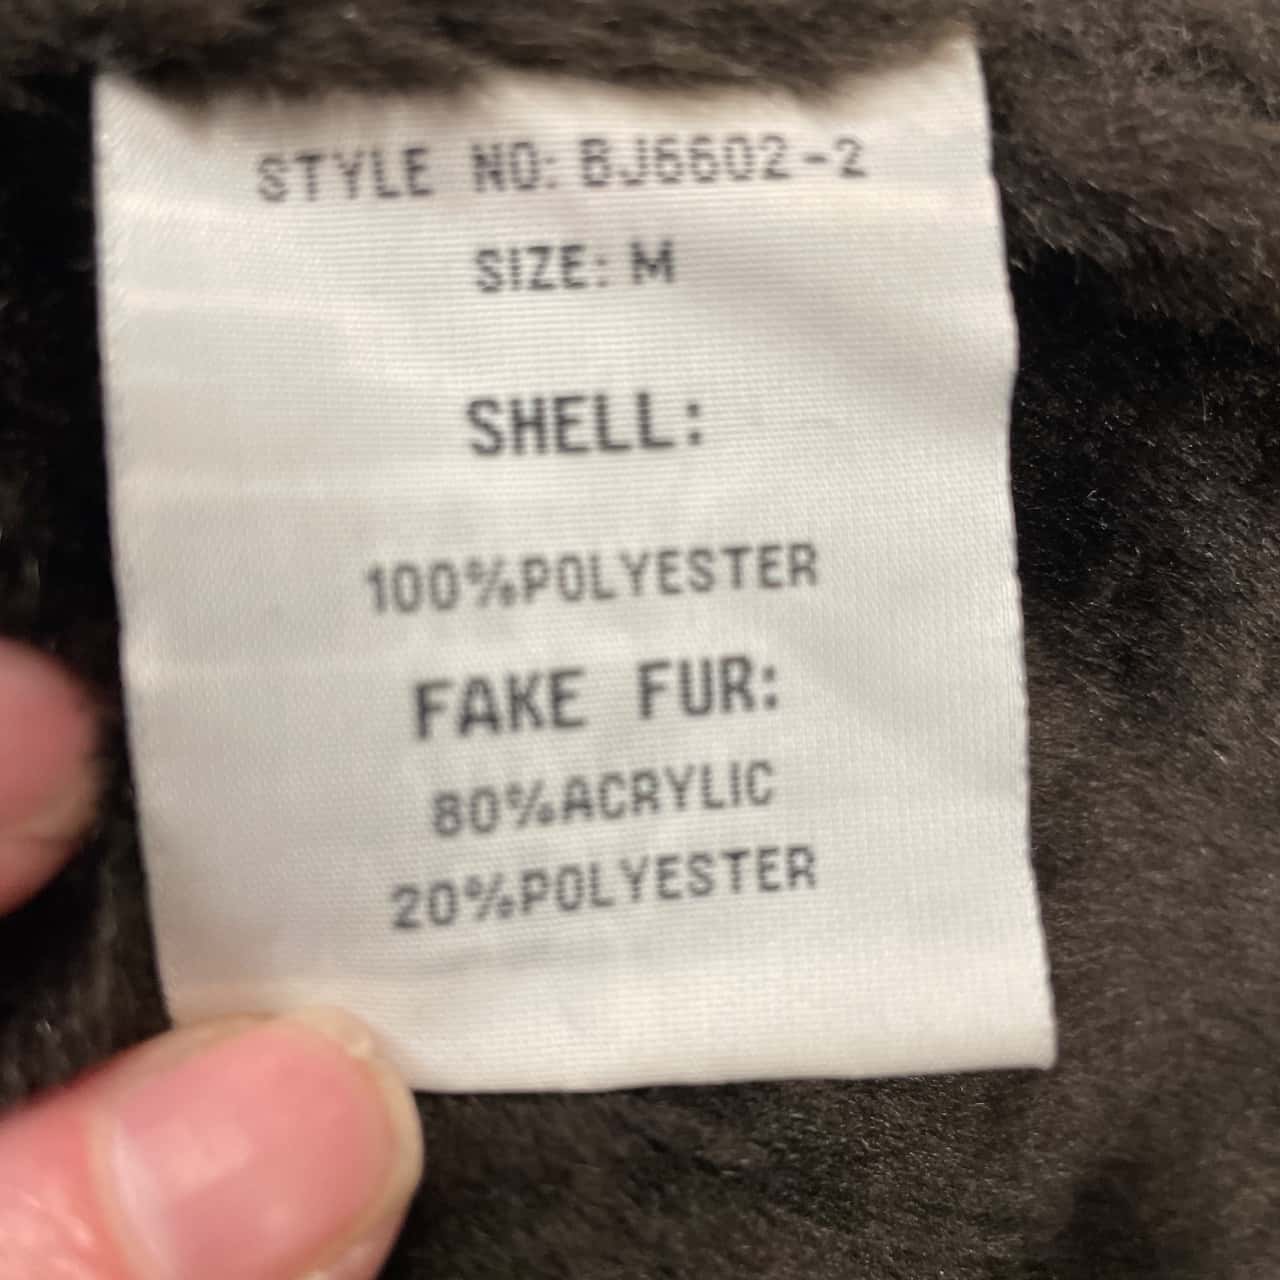 STYLE NO: BJ6602-2
SIZE: M
SHELL:
100%POLYESTER
FAKE FUR:
80%ACRYLIC
20%POLYESTER